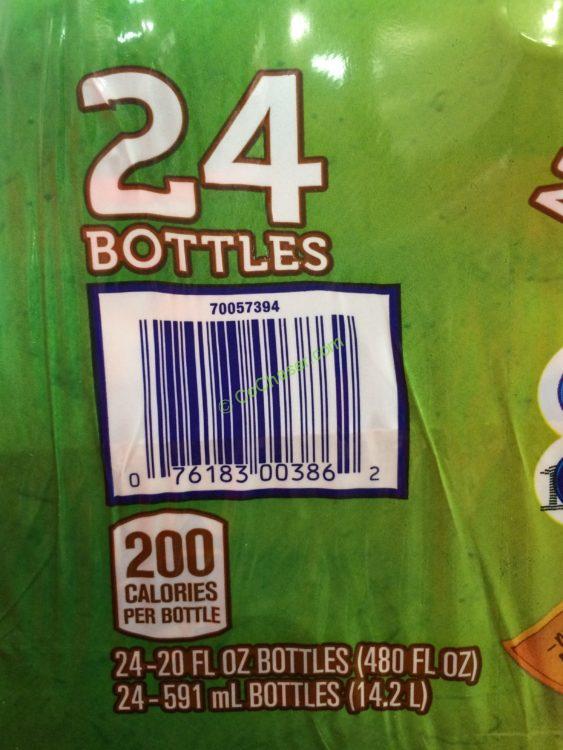 24
BOTTLES
70057394
© CoChaser.com
0 76183 00386 2
200
CALORIES
PER BOTTLE
24-20 FL OZ BOTTLES (480 FL OZ)
24-591 mL BOTTLES (14.2 L)